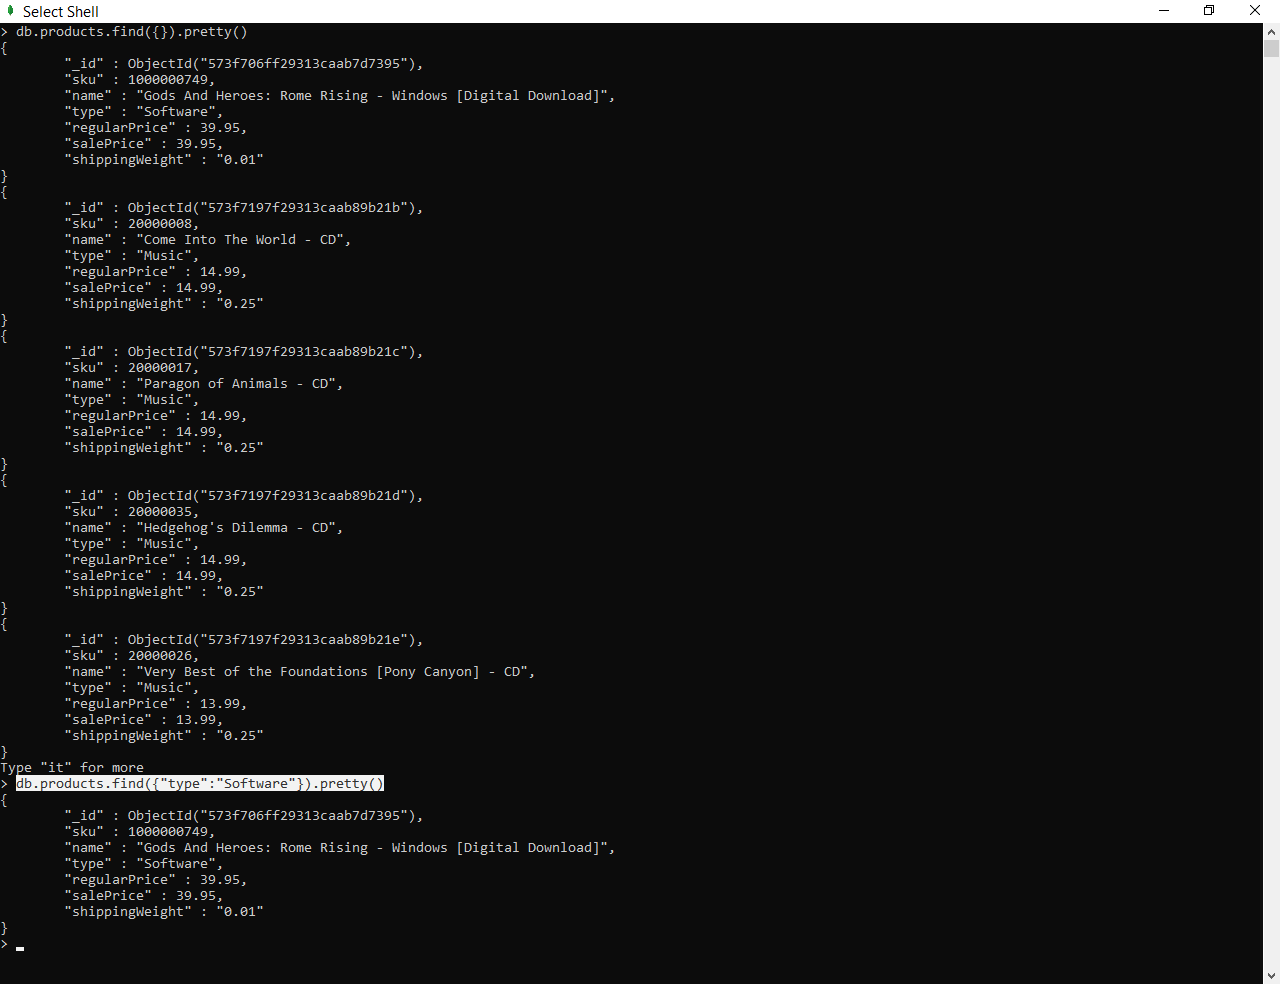 Select Shell
> db.products.find({}).pretty()
{
        "_id" : ObjectId("573f706ff29313caab7d7395"),
        "sku" : 1000000749,
        "name" : "Gods And Heroes: Rome Rising - Windows [Digital Download]",
        "type" : "Software",
        "regularPrice" : 39.95,
        "salePrice" : 39.95,
        "shippingWeight" : "0.01"
}
{
        "_id" : ObjectId("573f7197f29313caab89b21b"),
        "sku" : 20000008,
        "name" : "Come Into The World - CD",
        "type" : "Music",
        "regularPrice" : 14.99,
        "salePrice" : 14.99,
        "shippingWeight" : "0.25"
}
{
        "_id" : ObjectId("573f7197f29313caab89b21c"),
        "sku" : 20000017,
        "name" : "Paragon of Animals - CD",
        "type" : "Music",
        "regularPrice" : 14.99,
        "salePrice" : 14.99,
        "shippingWeight" : "0.25"
}
{
        "_id" : ObjectId("573f7197f29313caab89b21d"),
        "sku" : 20000035,
        "name" : "Hedgehog's Dilemma - CD",
        "type" : "Music",
        "regularPrice" : 14.99,
        "salePrice" : 14.99,
        "shippingWeight" : "0.25"
}
{
        "_id" : ObjectId("573f7197f29313caab89b21e"),
        "sku" : 20000026,
        "name" : "Very Best of the Foundations [Pony Canyon] - CD",
        "type" : "Music",
        "regularPrice" : 13.99,
        "salePrice" : 13.99,
        "shippingWeight" : "0.25"
}
Type "it" for more
> db.products.find({"type":"Software"}).pretty()
{
        "_id" : ObjectId("573f706ff29313caab7d7395"),
        "sku" : 1000000749,
        "name" : "Gods And Heroes: Rome Rising - Windows [Digital Download]",
        "type" : "Software",
        "regularPrice" : 39.95,
        "salePrice" : 39.95,
        "shippingWeight" : "0.01"
}
>